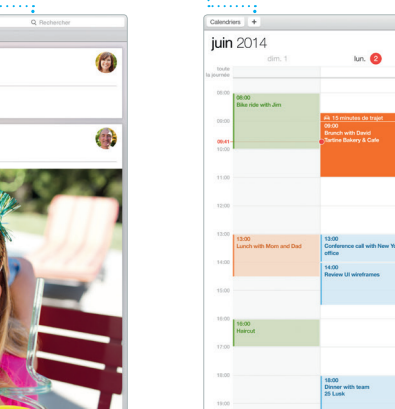 Rechercher
Calendriers +
juin 2014
dim. 1
lun. 2
toute
la journée
08:00
08:00
Bike ride with Jim
09:00
15 minutes de trajet
09:00
Brunch with David
Tartine Bakery & Cafe
09:41
10:00
11:00
12:00
13:00
13:00
Lunch with Mom and Dad
13:00
Conference call with New Yo
office
14:00
14:00
Review UI wireframes
15:00
16:00
16:00
Haircut
17:00
18:00
18:00
Dinner with team
25 Lusk
19:00